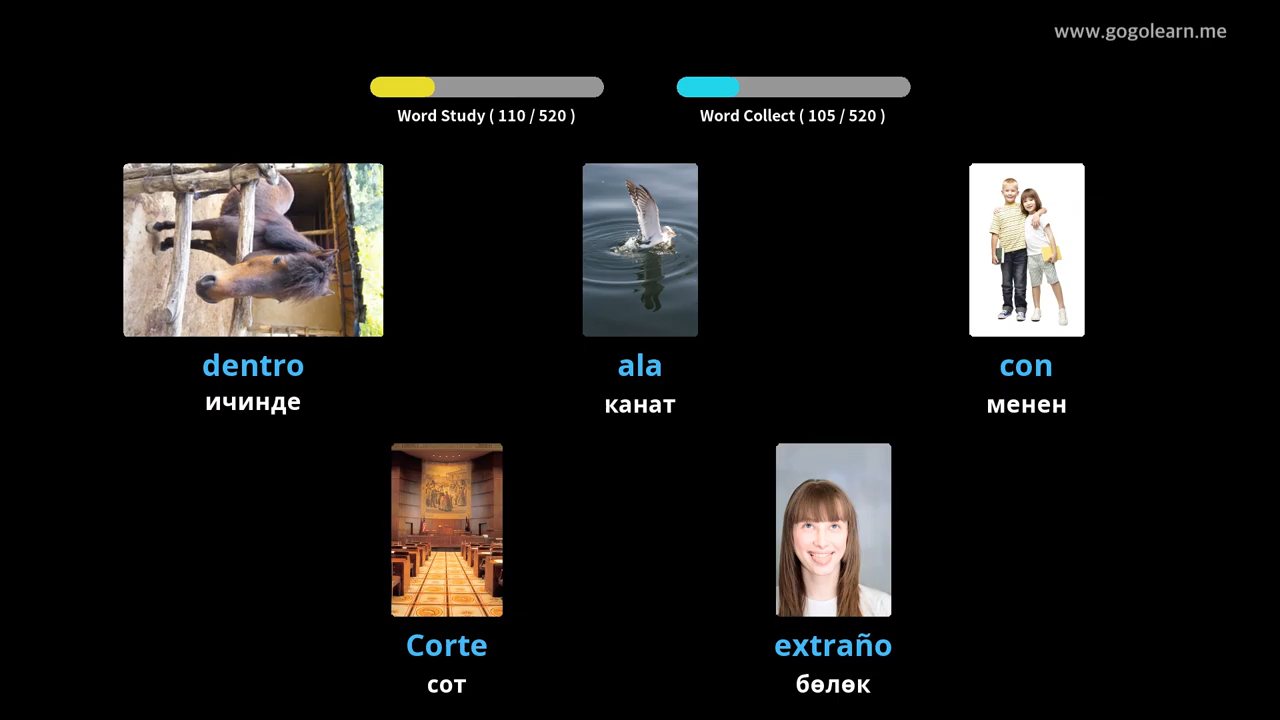 www.gogolearn.me
Word Study ( 110 / 520 )
Word Collect ( 105 / 520 )
dentro
ala
con
ичинде
канат
менен
Corte
extraño
сот
бөлөк